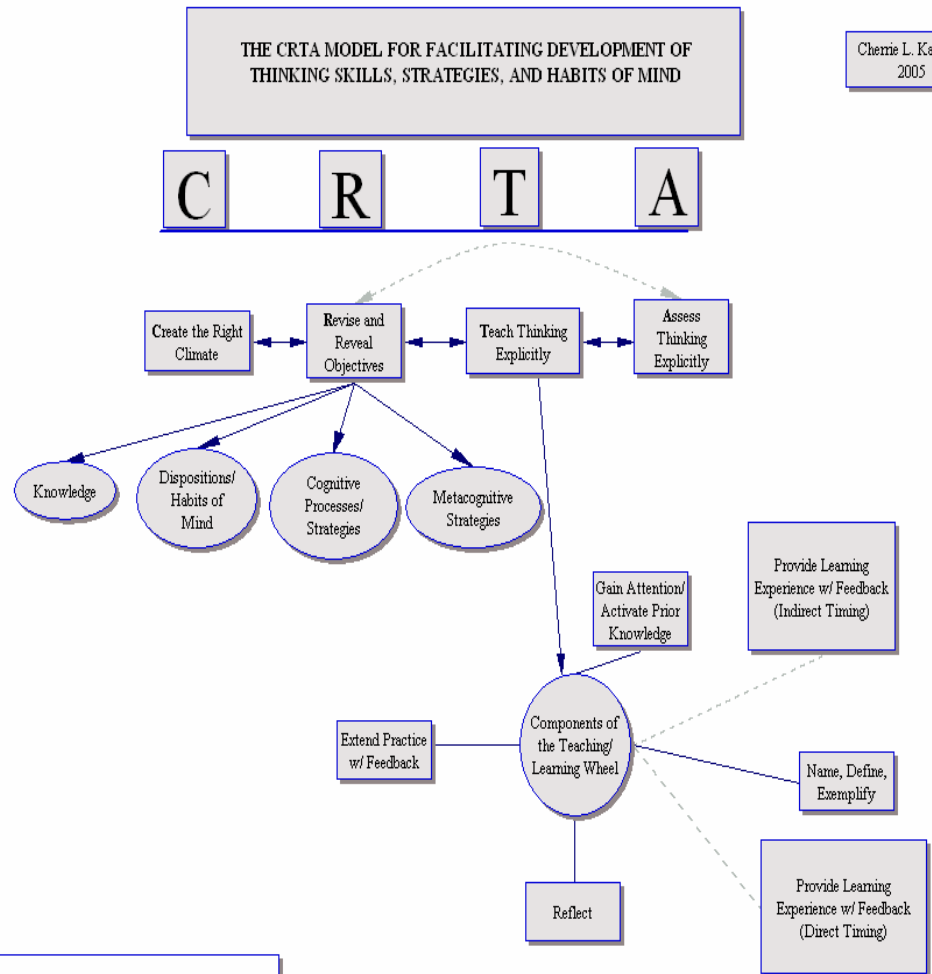 THE CRTA MODEL FOR FACILITATING DEVELOPMENT OF
THINKING SKILLS, STRATEGIES, AND HABITS OF MIND
Cherrie L.
2005
C R T A
Create the Right
Climate
Revise and
Reveal
Objectives
Teach Thinking
Explicitly
Assess
Thinking
Explicitly
Knowledge
Dispositions/
Habits of
Mind
Cognitive
Processes/
Strategies
Metacognitive
Strategies
Gain Attention/
Activate Prior
Knowledge
Provide Learning
Experience w/ Feedback
(Indirect Timing)
Components of
the Teaching/
Learning Wheel
Extend Practice
w/ Feedback
Name, Define,
Exemplify
Reflect
Provide Learning
Experience w/ Feedback
(Direct Timing)